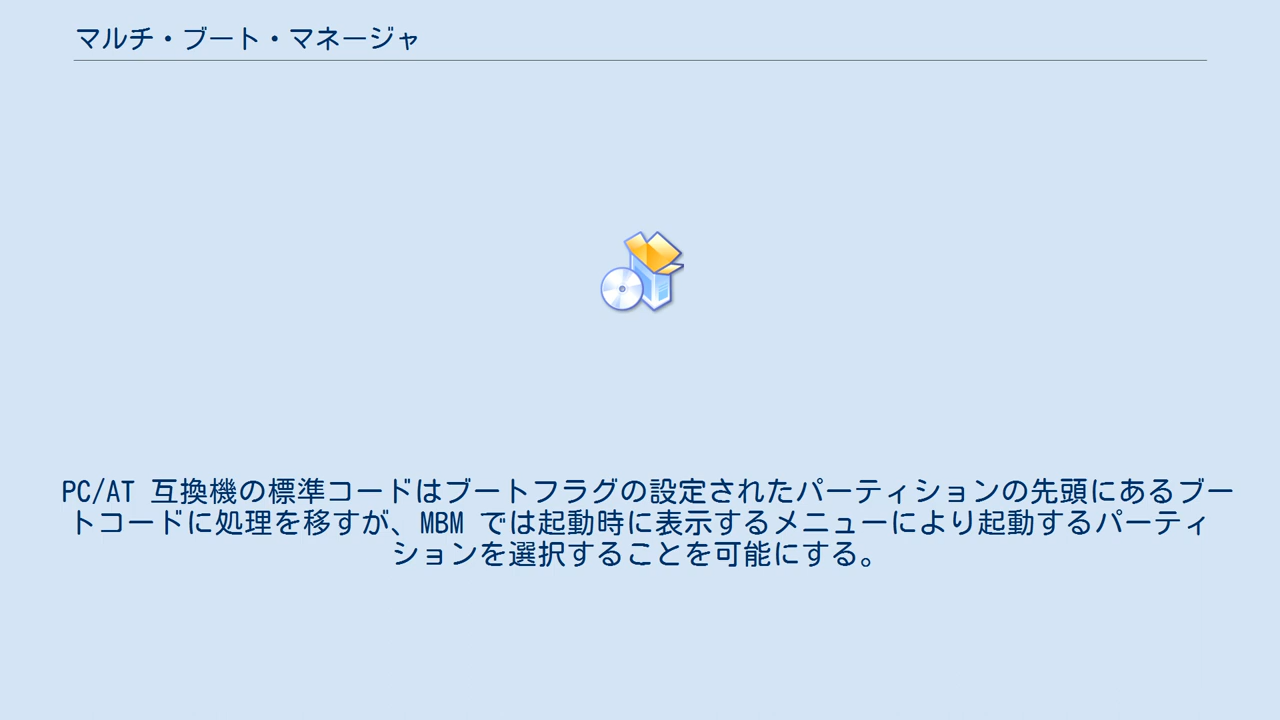 マルチ・ブート・マネージャ
PC/AT 互換機の標準コードはブートフラグの設定されたパーティションの先頭にあるブー
トコードに処理を移すが、MBM では起動時に表示するメニューにより起動するパーティ
ションを選択することを可能にする。